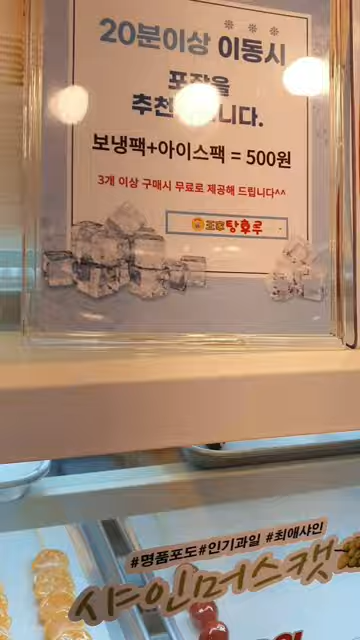 20분이상 이동시
포장을
추천 니다.
보냉팩+아이스팩 = 500원
3개 이상 구매시 무료로 제공해 드립니다^^
탕후루
#명품포도#인기과일 #최애샤인
샤인머스캣